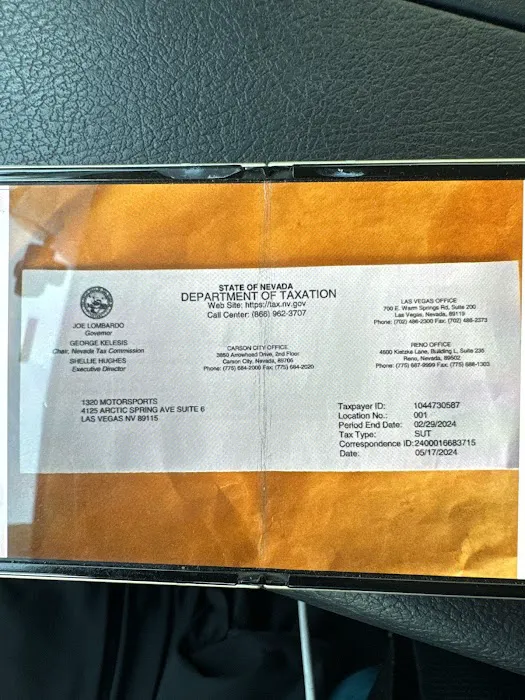 STATE OF NEVADA
DEPARTMENT OF TAXATION
Web Site: https://tax.nv.gov
Call Center: (866) 962-3707
JOE LOMBARDO
Governor
GEORGE KELESIS
Chair, Nevada Tax Commission
SHELLIE HUGHES
Executive Director
CARSON CITY OFFICE
3850 Arrowhead Drive, 2nd Floor
Carson City, Nevada, 89706
Phone: (775) 684-2000 Fax: (775) 684-2020
LAS VEGAS OFFICE
700 E. Warm Springs Rd, Suite 200
Las Vegas, Nevada, 89119
Phone: (702) 486-2300 Fax: (702) 486-2373
RENO OFFICE
4600 Kietzke Lane, Building L, Suite 235
Reno, Nevada, 89502
Phone: (775) 687-9999 Fax: (775) 688-1303
1320 MOTORSPORTS
4125 ARCTIC SPRING AVE SUITE 6
LAS VEGAS NV 89115
Taxpayer ID: 1044730587
Location No.: 001
Period End Date: 02/29/2024
Tax Type: SUT
Correspondence ID: 2400016683715
Date: 05/17/2024